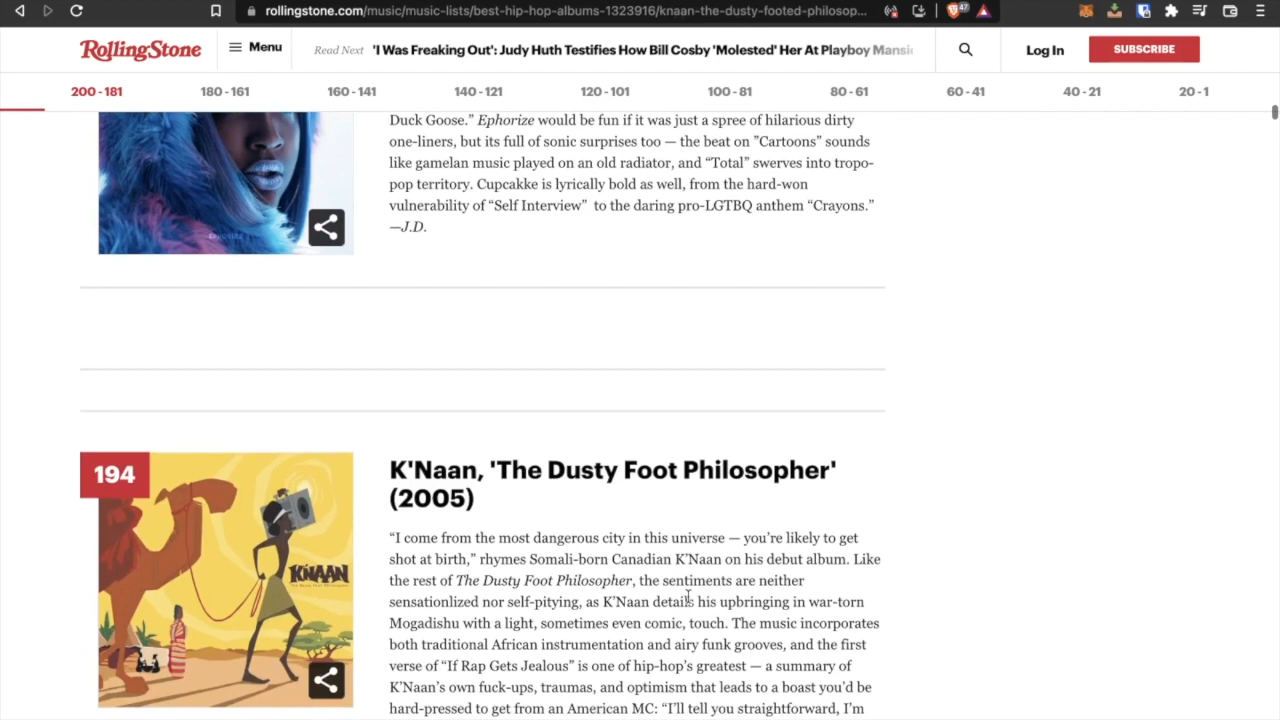 rollingstone.com/music/music-lists/best-hip-hop-albums-1323916/knaan-the-dusty-footed-philosop...
47
RollingStone
Menu
Read Next
'I Was Freaking Out': Judy Huth Testifies How Bill Cosby 'Molested' Her At Playboy Mansi
Log In
SUBSCRIBE
200 - 181
180 - 161
160 - 141
140 - 121
120 - 101
100 - 81
80 - 61
60 - 41
40 - 21
20 - 1
Duck Goose.” Ephorize would be fun if it was just a spree of hilarious dirty
one-liners, but its full of sonic surprises too — the beat on ”Cartoons” sounds
like gamelan music played on an old radiator, and “Total” swerves into tropo-
pop territory. Cupcakke is lyrically bold as well, from the hard-won
vulnerability of “Self Interview” to the daring pro-LGTBQ anthem “Crayons.”
—J.D.
194
K'NAAN
K'Naan, 'The Dusty Foot Philosopher'
(2005)
“I come from the most dangerous city in this universe — you’re likely to get
shot at birth,” rhymes Somali-born Canadian K’Naan on his debut album. Like
the rest of The Dusty Foot Philosopher, the sentiments are neither
sensationlized nor self-pitying, as K’Naan details his upbringing in war-torn
Mogadishu with a light, sometimes even comic, touch. The music incorporates
both traditional African instrumentation and airy funk grooves, and the first
verse of “If Rap Gets Jealous” is one of hip-hop’s greatest — a summary of
K’Naan’s own fuck-ups, traumas, and optimism that leads to a boast you’d be
hard-pressed to get from an American MC: “I’ll tell you straightforward, I’m